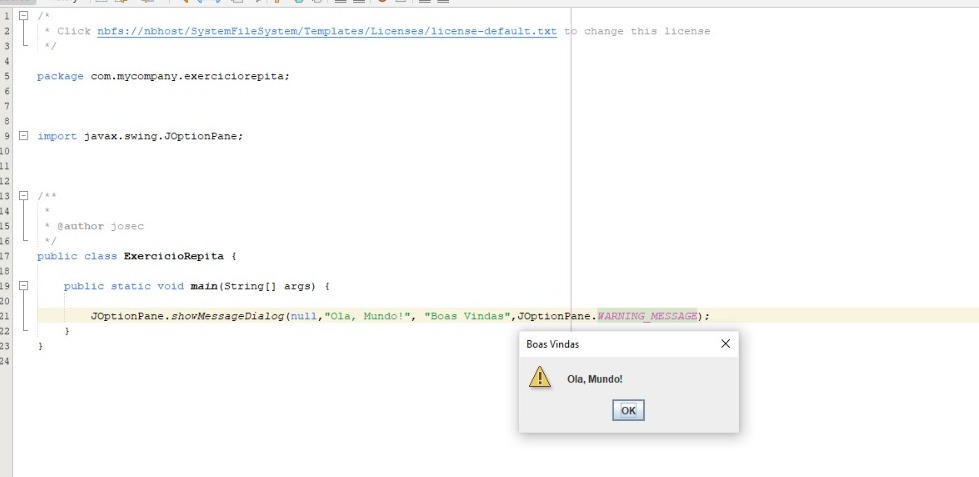 1 /*
2 * Click nbfs://nbhost/SystemFileSystem/Templates/Licenses/license-default.txt to change this license
3 */
4
5 package com.mycompany.exerciciorepita;
6
7
8
9 import javax.swing.JOptionPane;
10
11
12
13 /**
14 *
15 * @author josec
16 */
17 public class ExercicioRepita {
18
19 public static void main(String[] args) {
20
21 JOptionPane.showMessageDialog(null,"Ola, Mundo!", "Boas Vindas",JOptionPane.WARNING_MESSAGE);
22 }
23 }
24
Boas Vindas
Ola, Mundo!
OK